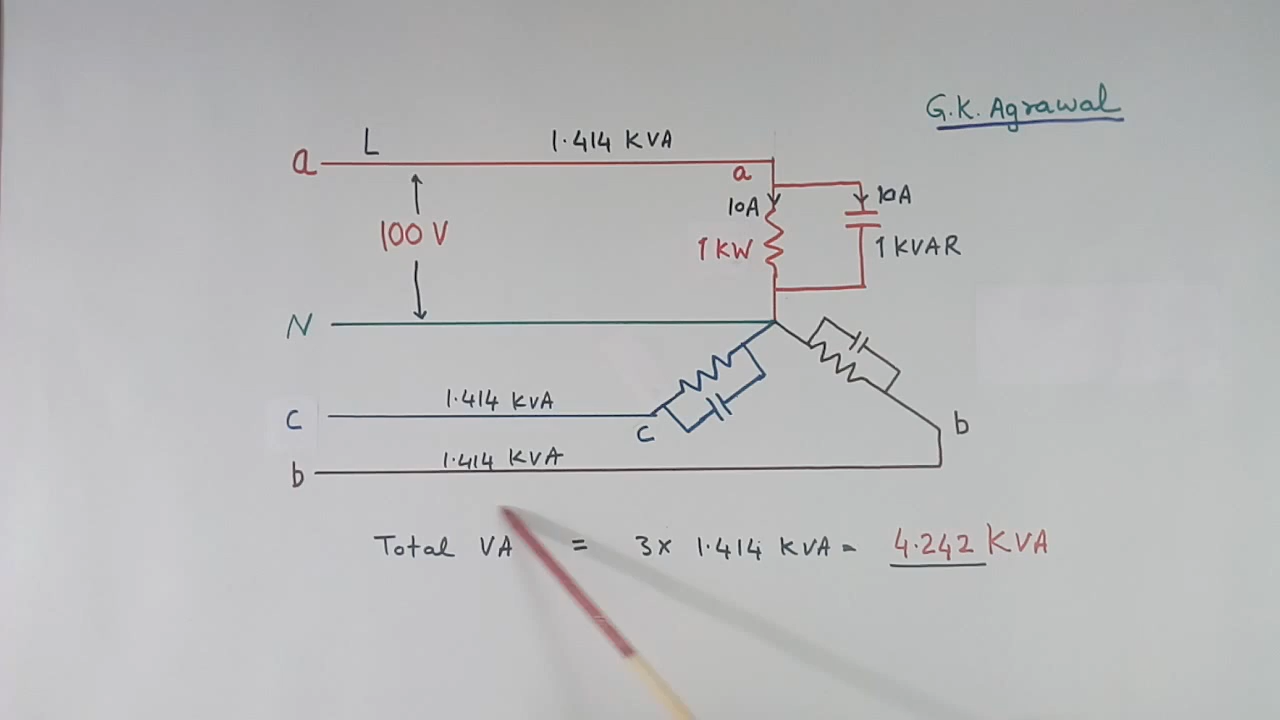 G.K. Agrawal
L
1.414 KVA
a
a
10A
10A
100 V
1 KW
1 KVAR
N
1.414 KVA
C
C
b
1.414 KVA
b
Total VA = 3x 1.414 KVA = 4.242 KVA